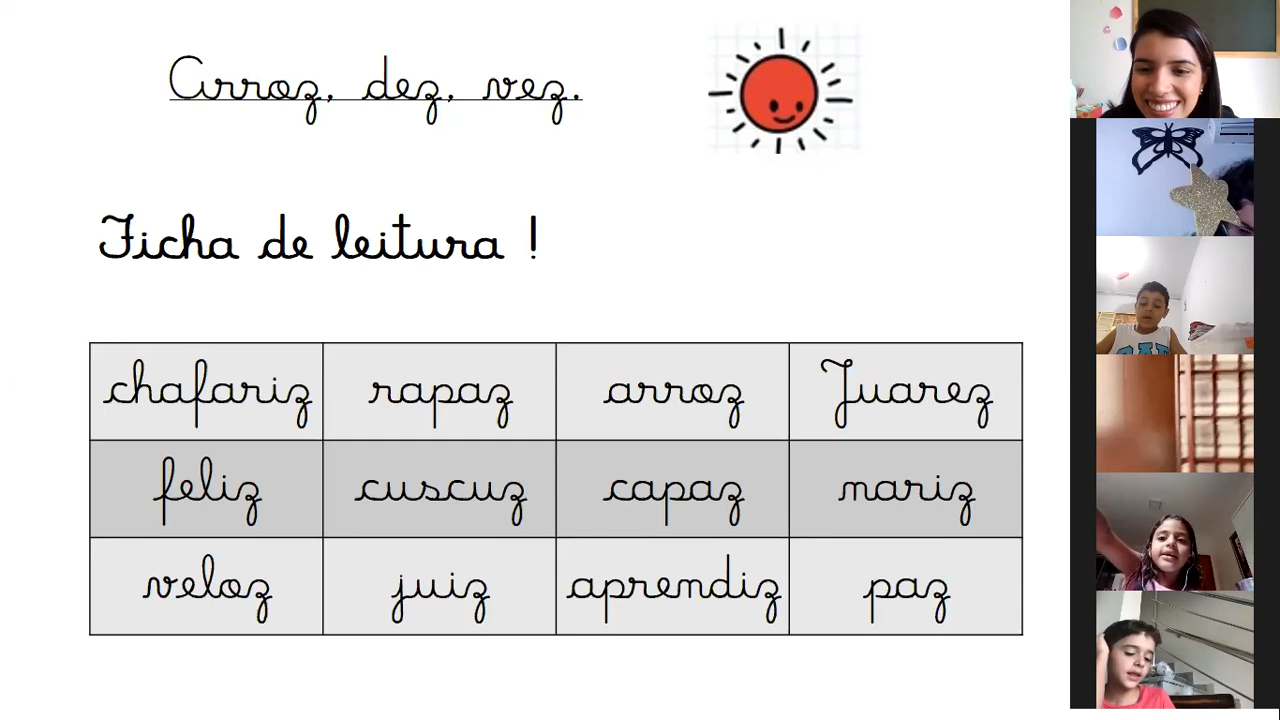 Arroz, dez, vez.
Ficha de leitura !
chafariz rapaz arroz Juarez
feliz cuscuz capaz nariz
veloz juiz aprendiz paz